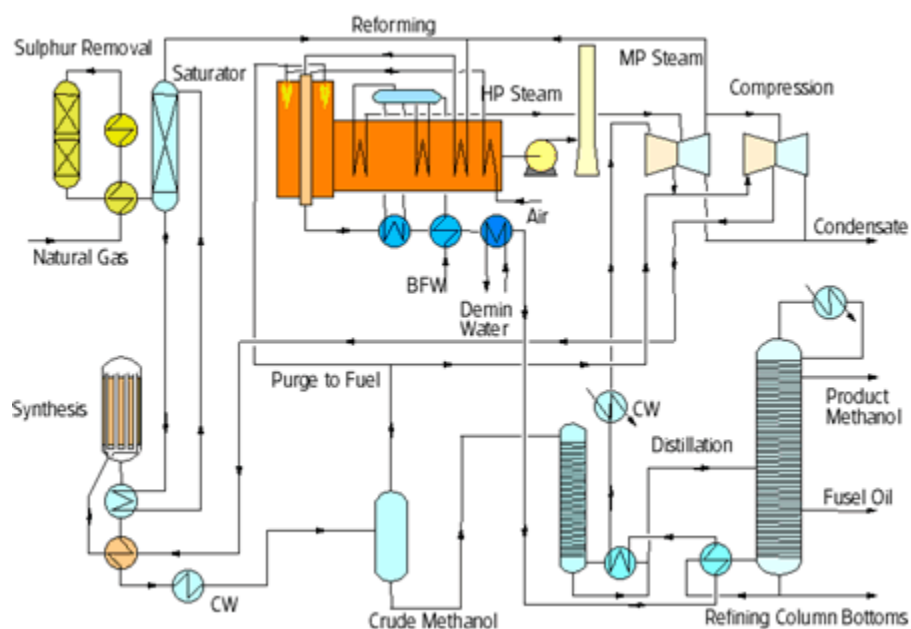 Reforming
Sulphur Removal
Saturator
MP Steam
Compression
HP Steam
Air
Natural Gas
BFW
Demin
Water
Condensate
Purge to Fuel
Synthesis
CW
Product
Methanol
Distillation
Fusel Oil
CW
Crude Methanol
Refining Column Bottoms